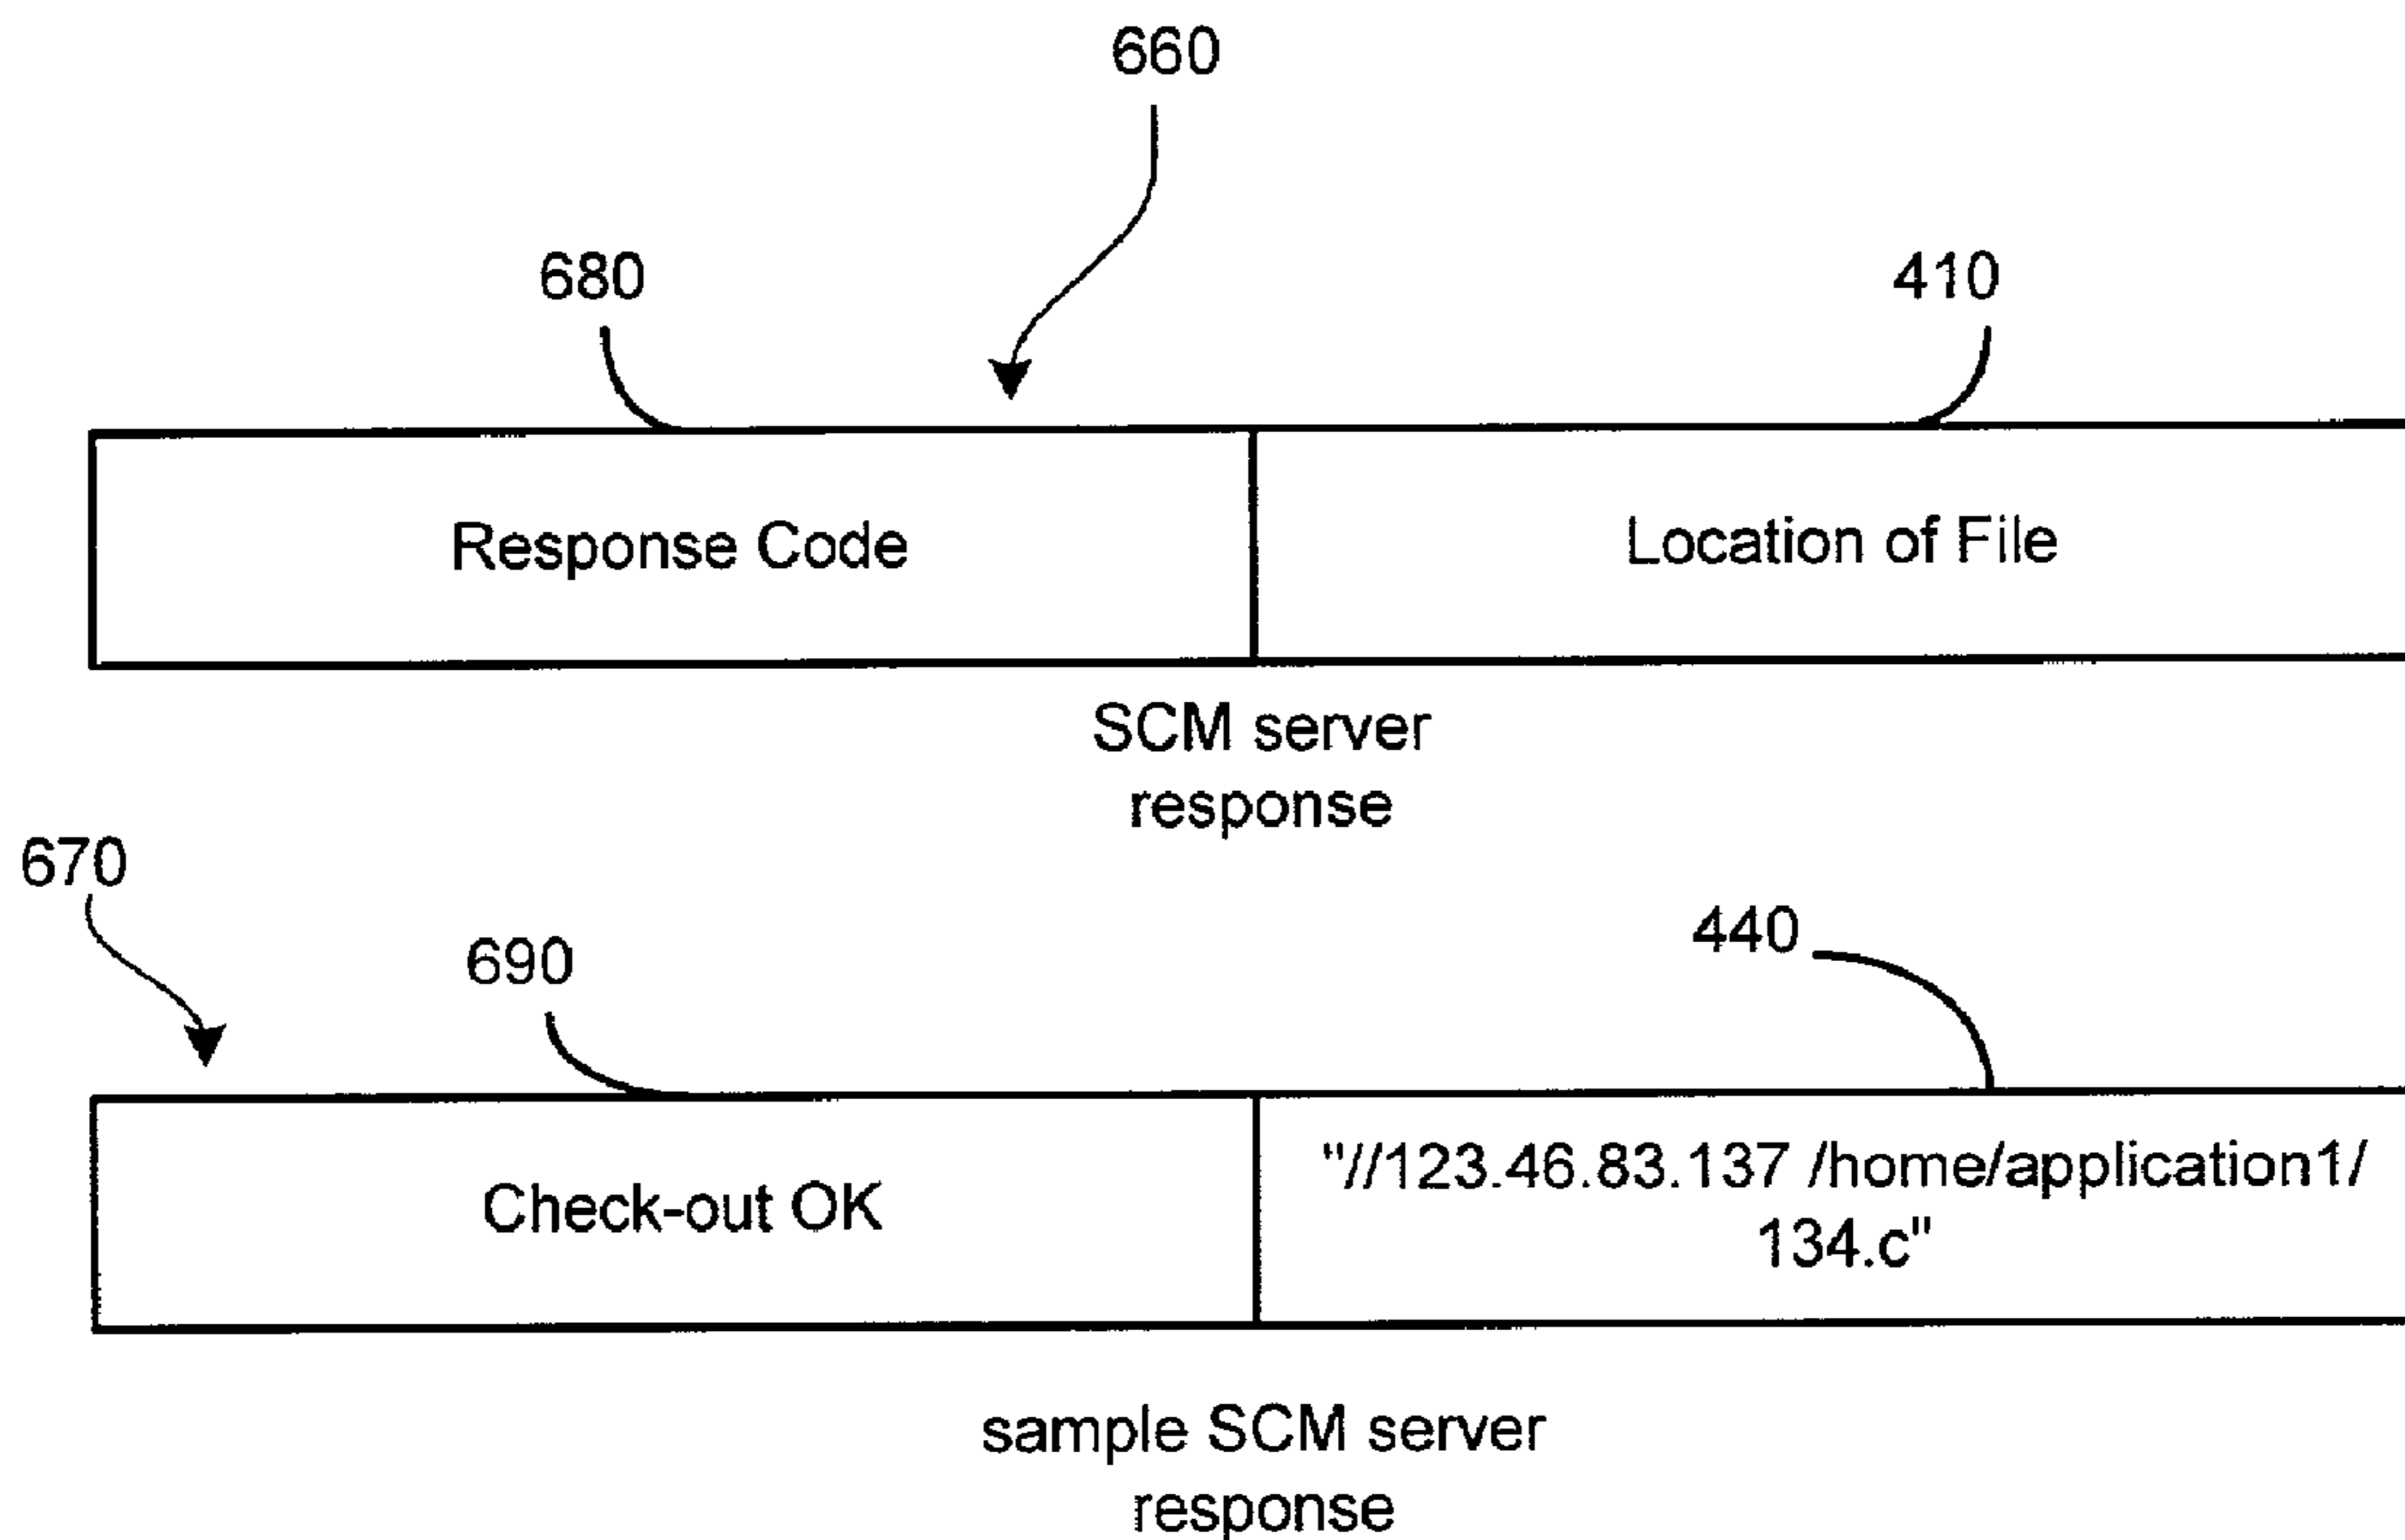 660
680
410
Response Code
Location of File
SCM server
response
670
690
440
Check-out OK
"//123.46.83.137 /home/application1/
134.c"
sample SCM server
response